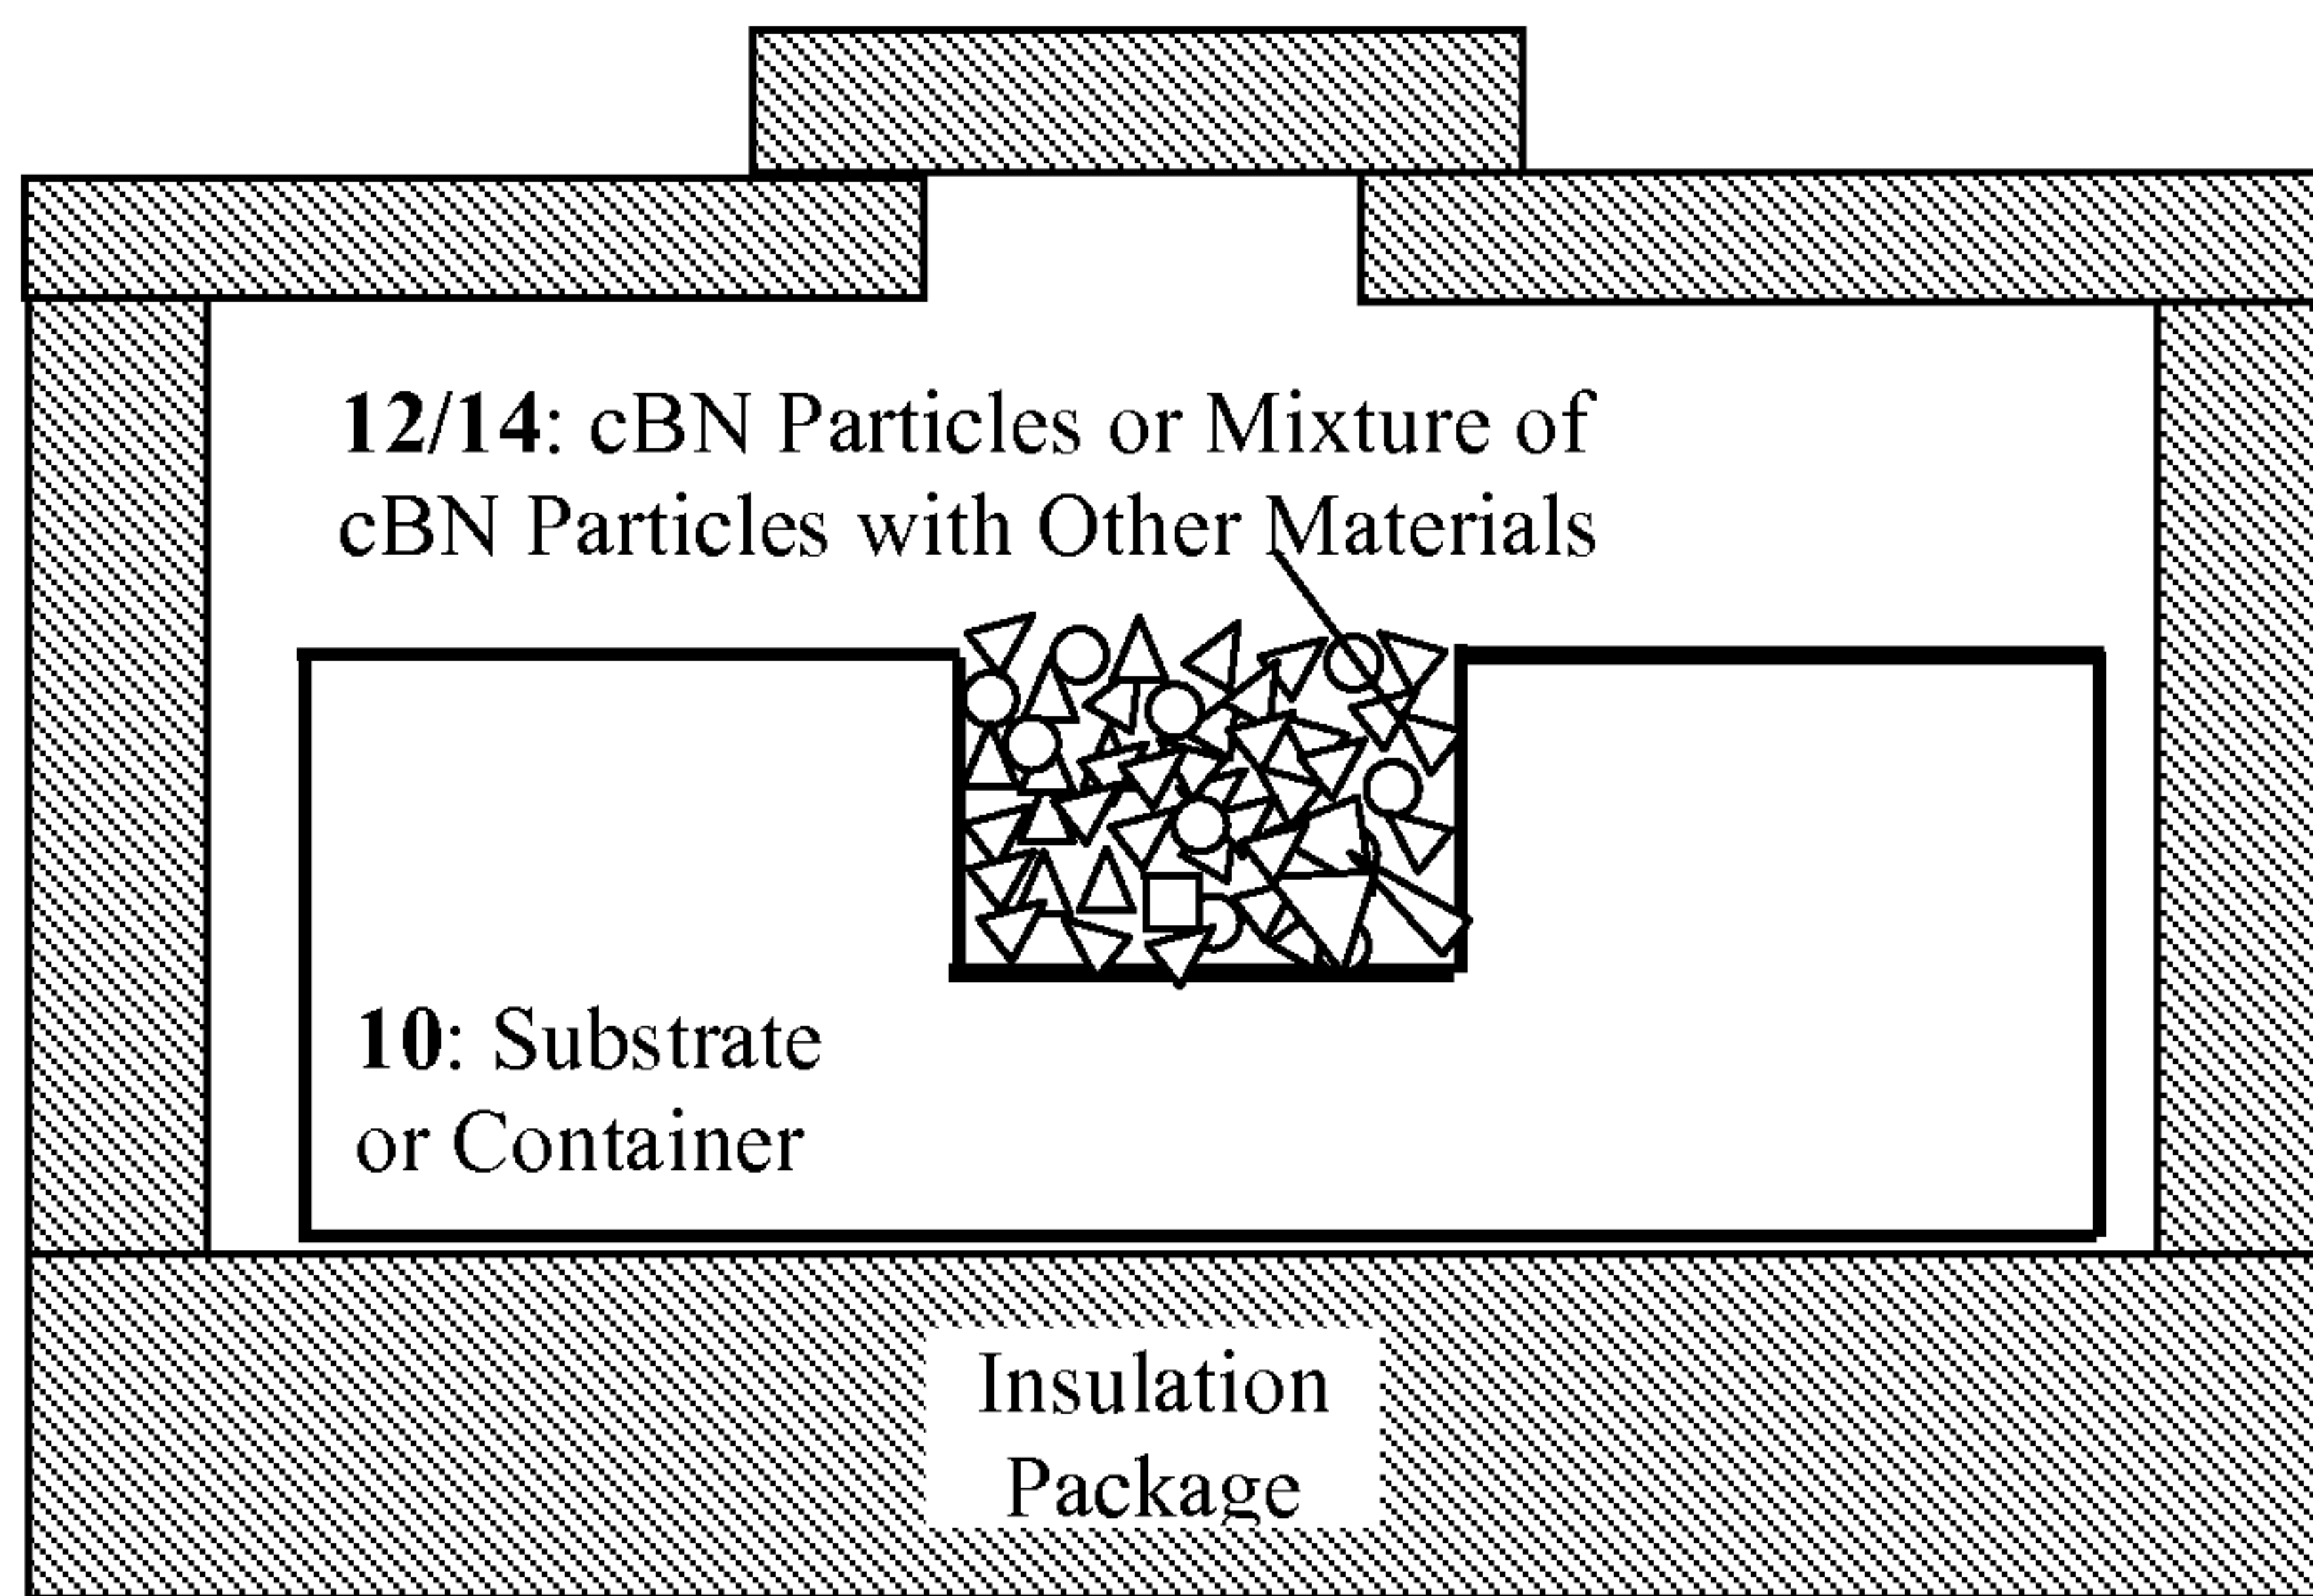 12/14: cBN Particles or Mixture of
cBN Particles with Other Materials
10: Substrate
or Container
Insulation
Package